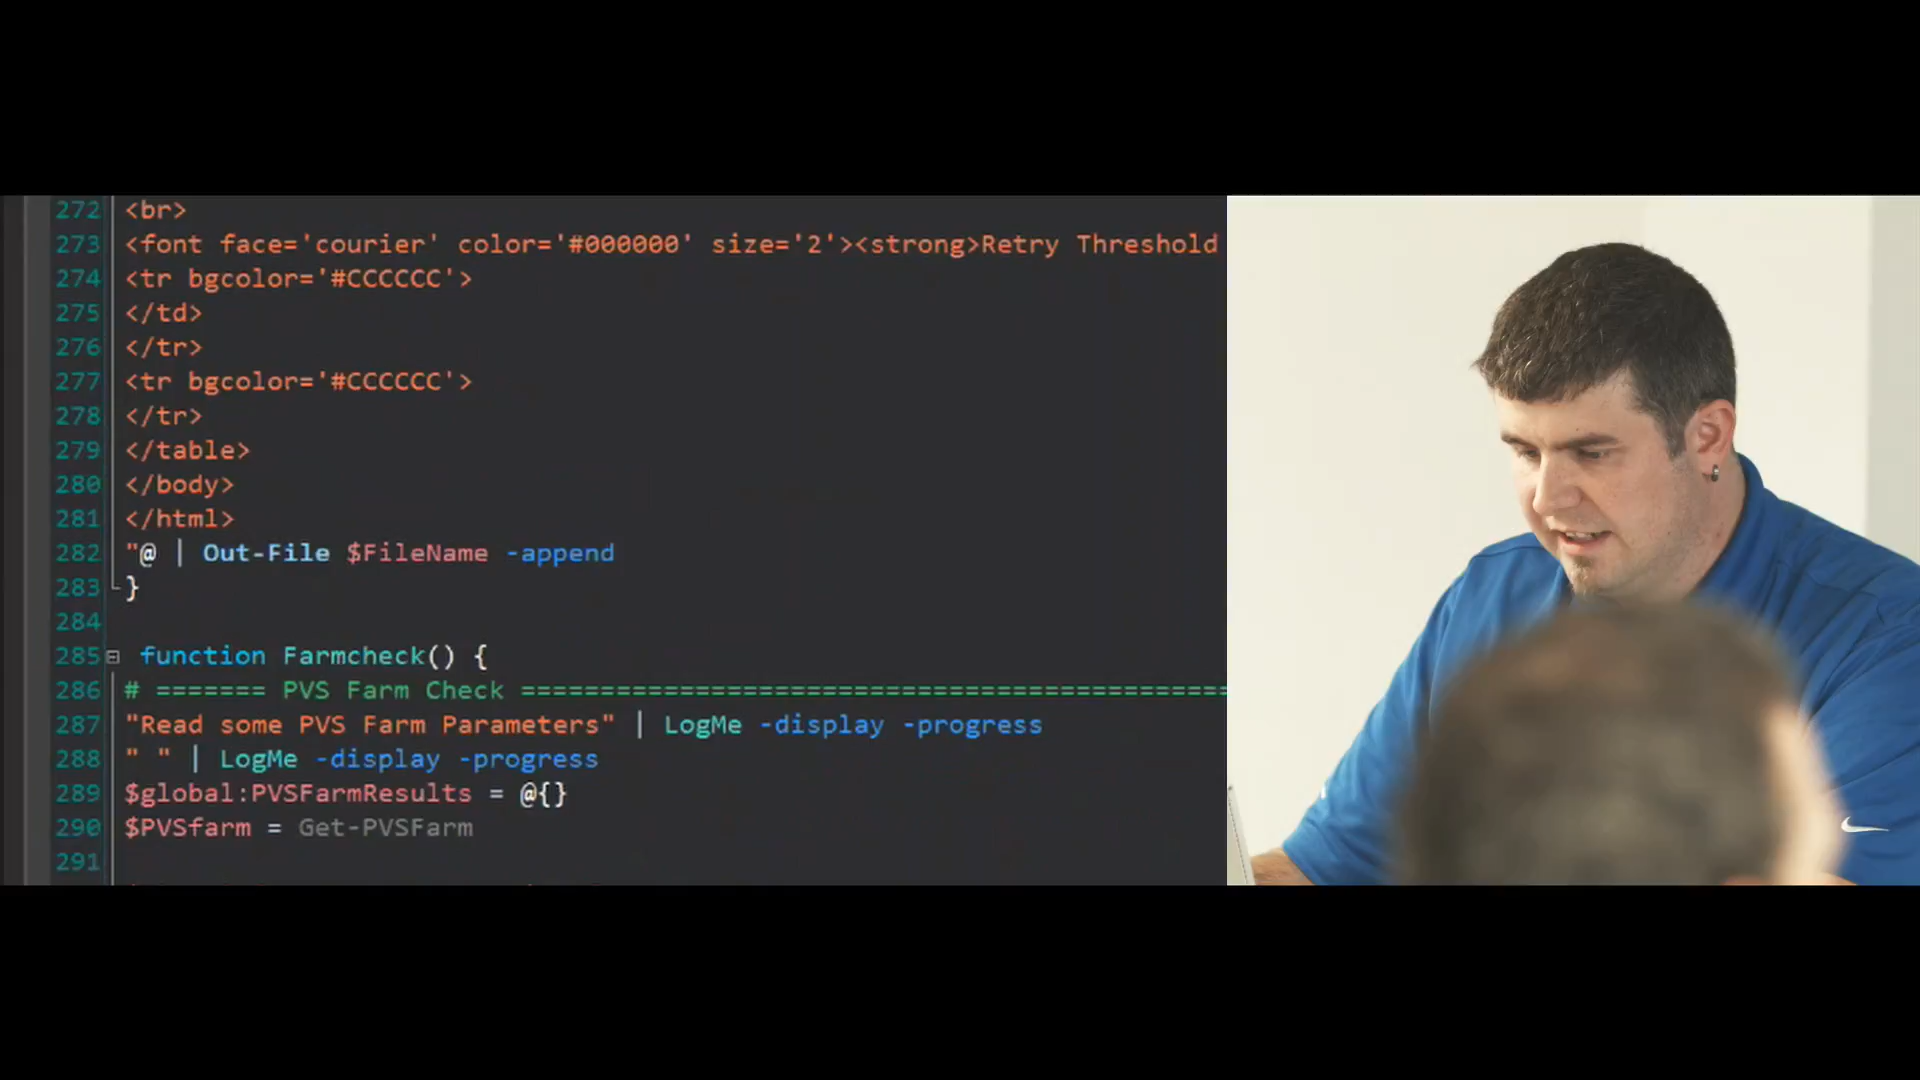 272 <br>
273 <font face='courier' color='#000000' size='2'><strong>Retry Threshold
274 <tr bgcolor='#CCCCCC'>
275 </td>
276 </tr>
277 <tr bgcolor='#CCCCCC'>
278 </tr>
279 </table>
280 </body>
281 </html>
282 "@ | Out-File $FileName -append
283 }
284
285 function Farmcheck() {
286 # ======= PVS Farm Check =============================================
287 "Read some PVS Farm Parameters" | LogMe -display -progress
288 " " | LogMe -display -progress
289 $global:PVSFarmResults = @{}
290 $PVSfarm = Get-PVSFarm
291